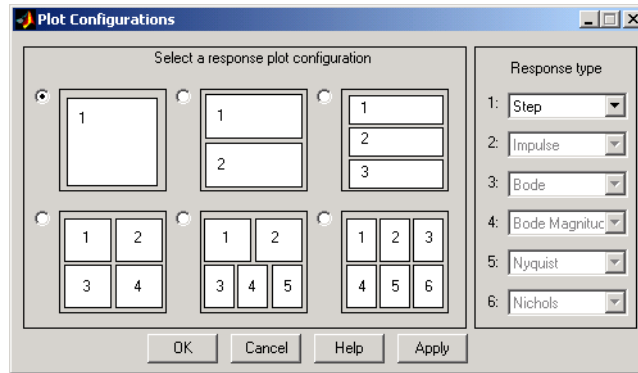 Plot Configurations
Select a response plot configuration
1
1
2
1
2
3
1 2
3 4
1 2
3 4 5
1 2 3
4 5 6
Response type
1: Step
2: Impulse
3: Bode
4: Bode Magnituc
5: Nyquist
6: Nichols
OK Cancel Help Apply